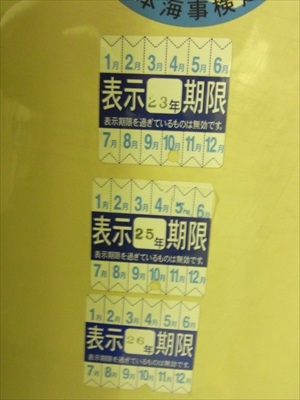 本海事検定
1月 2月 3月 4月 5月 6月
表示23年期限
表示期限を過ぎているものは無効です。
7月 8月 9月 10月 11月 12月
1月 2月 3月 4月 5月 6月
表示25年期限
表示期限を過ぎているものは無効です。
7月 8月 9月 10月 11月 12月
1月 2月 3月 4月 5月 6月
表示26年期限
表示期限を過ぎているものは無効です。
7月 8月 9月 10月 11月 12月